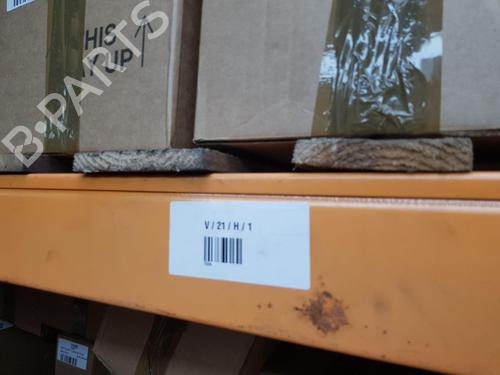 HIS
UP
B-PARTS
V / 21 / H / 1